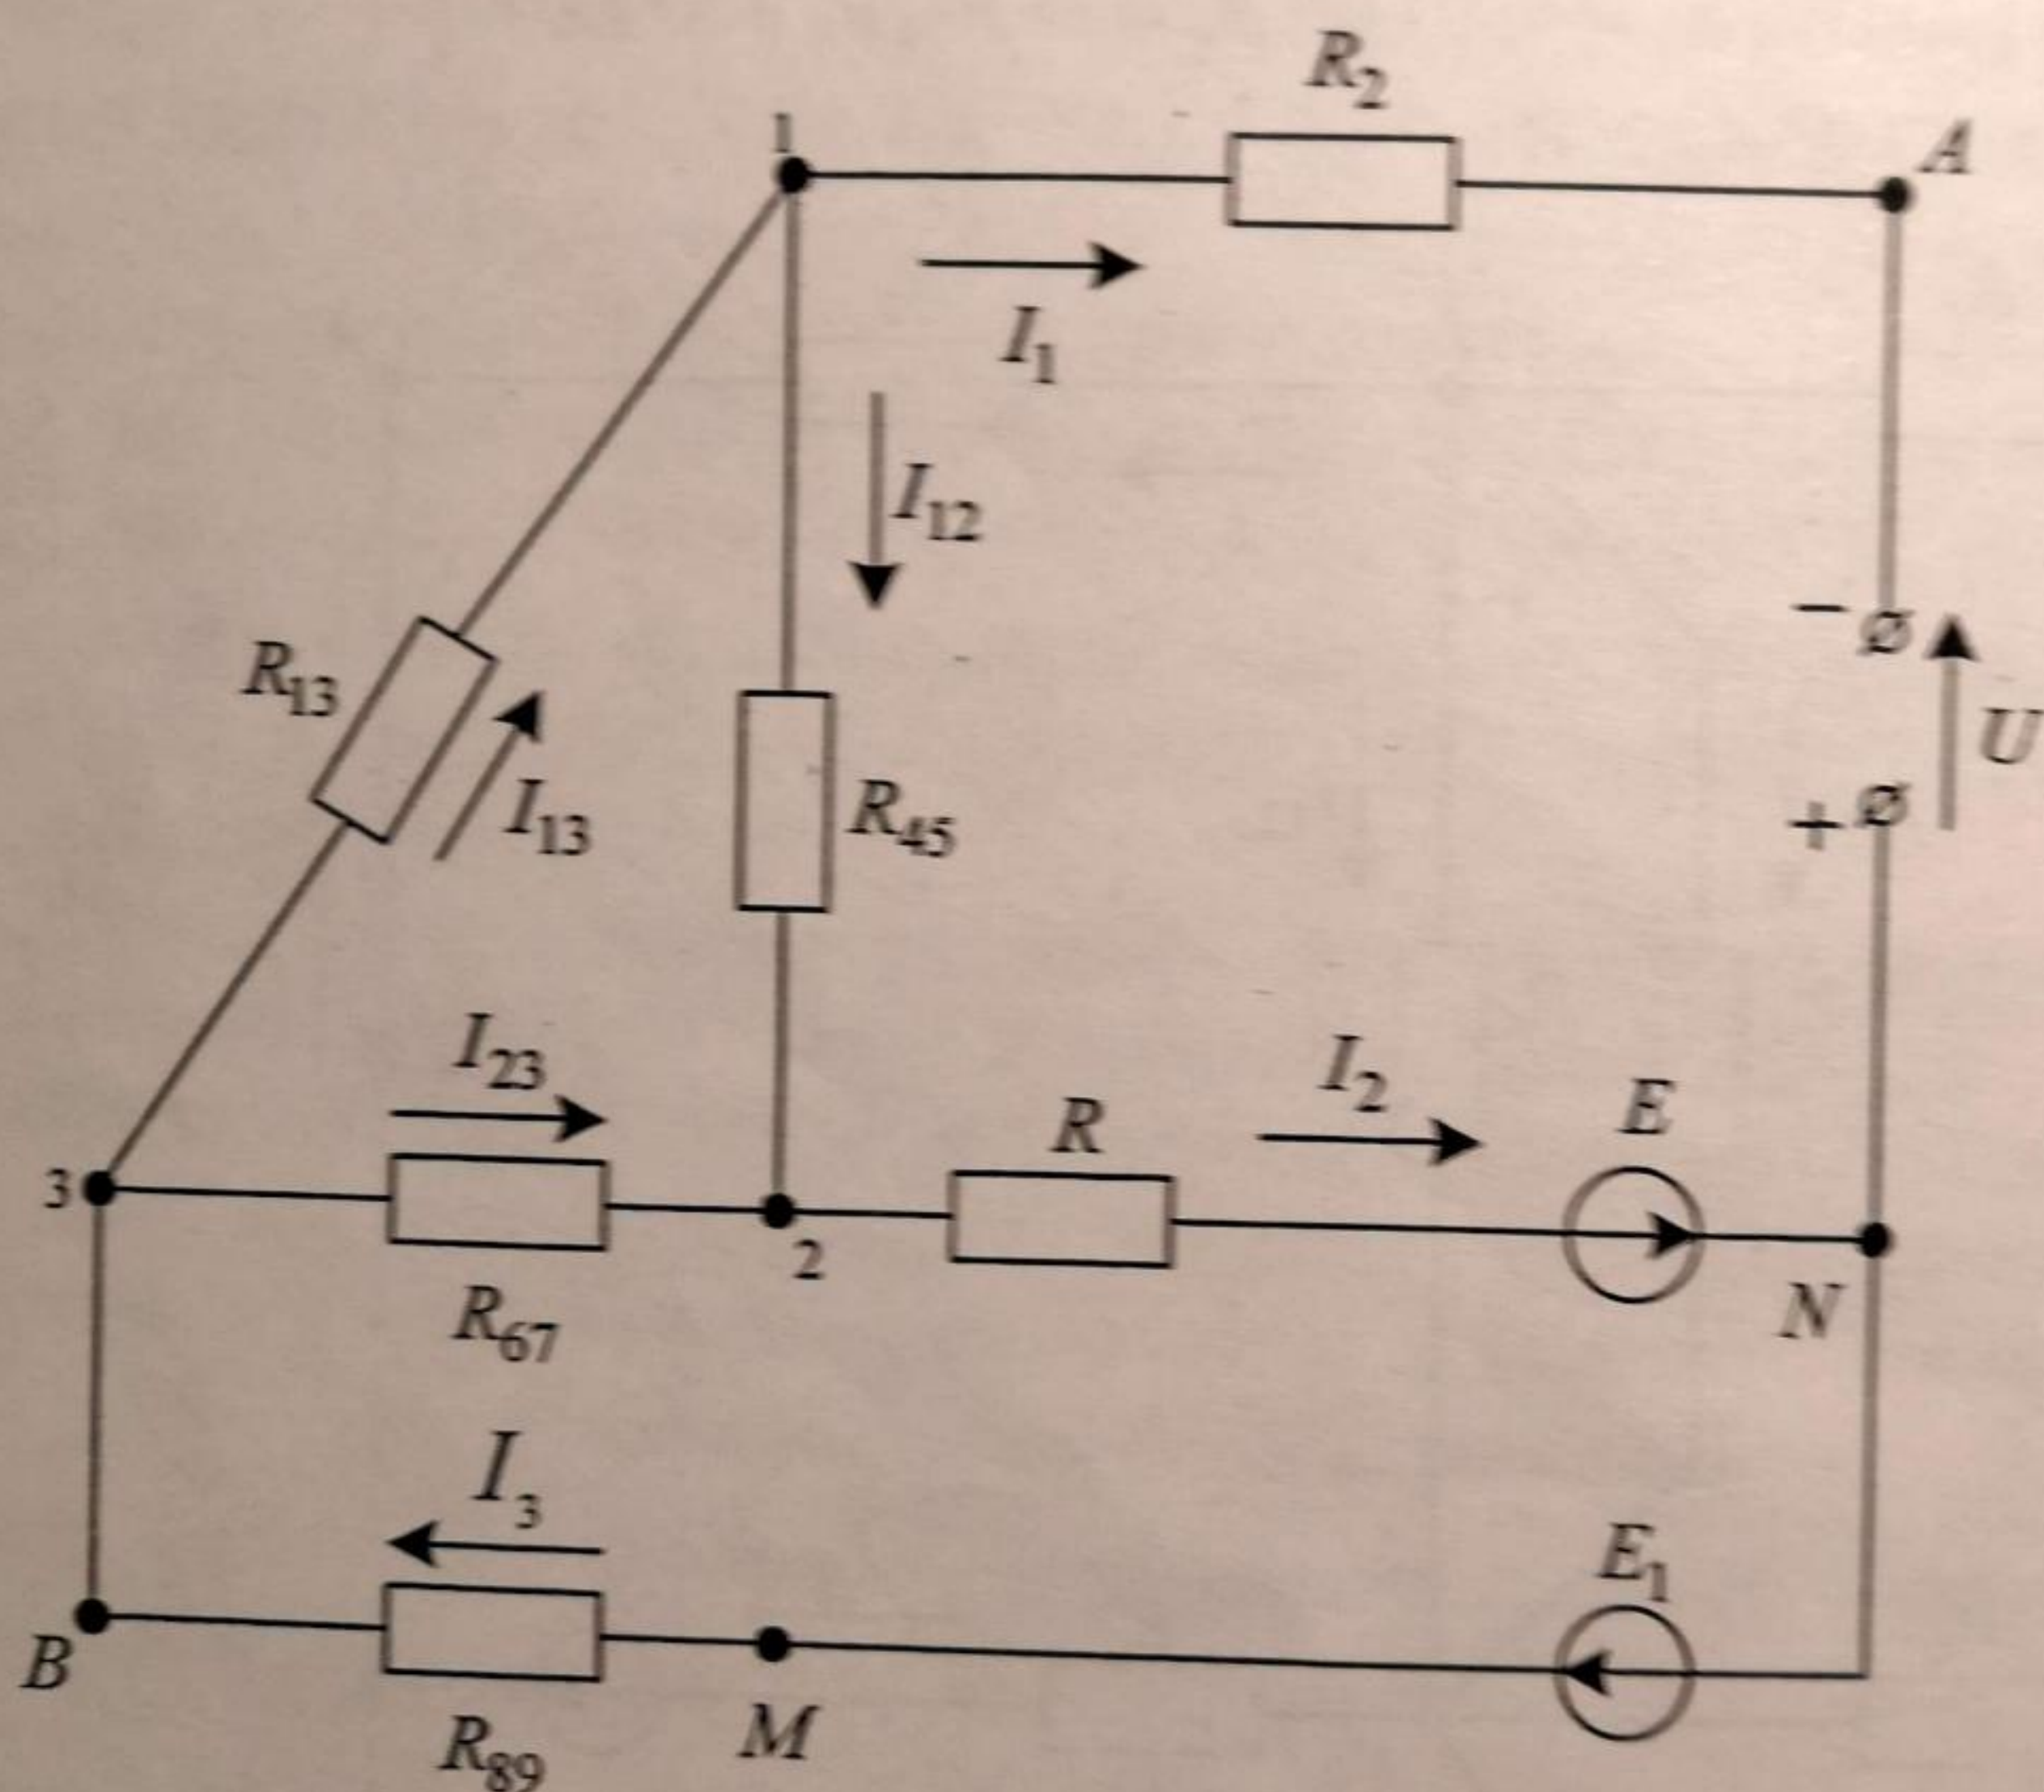 R₂
1
A
I₁
I₁₂
−
R₁₃
U
I₁₃
R₄₅
+
I₂₃
I₂
E
R
3
2
N
R₆₇
I₃
E₁
B
M
R₈₉